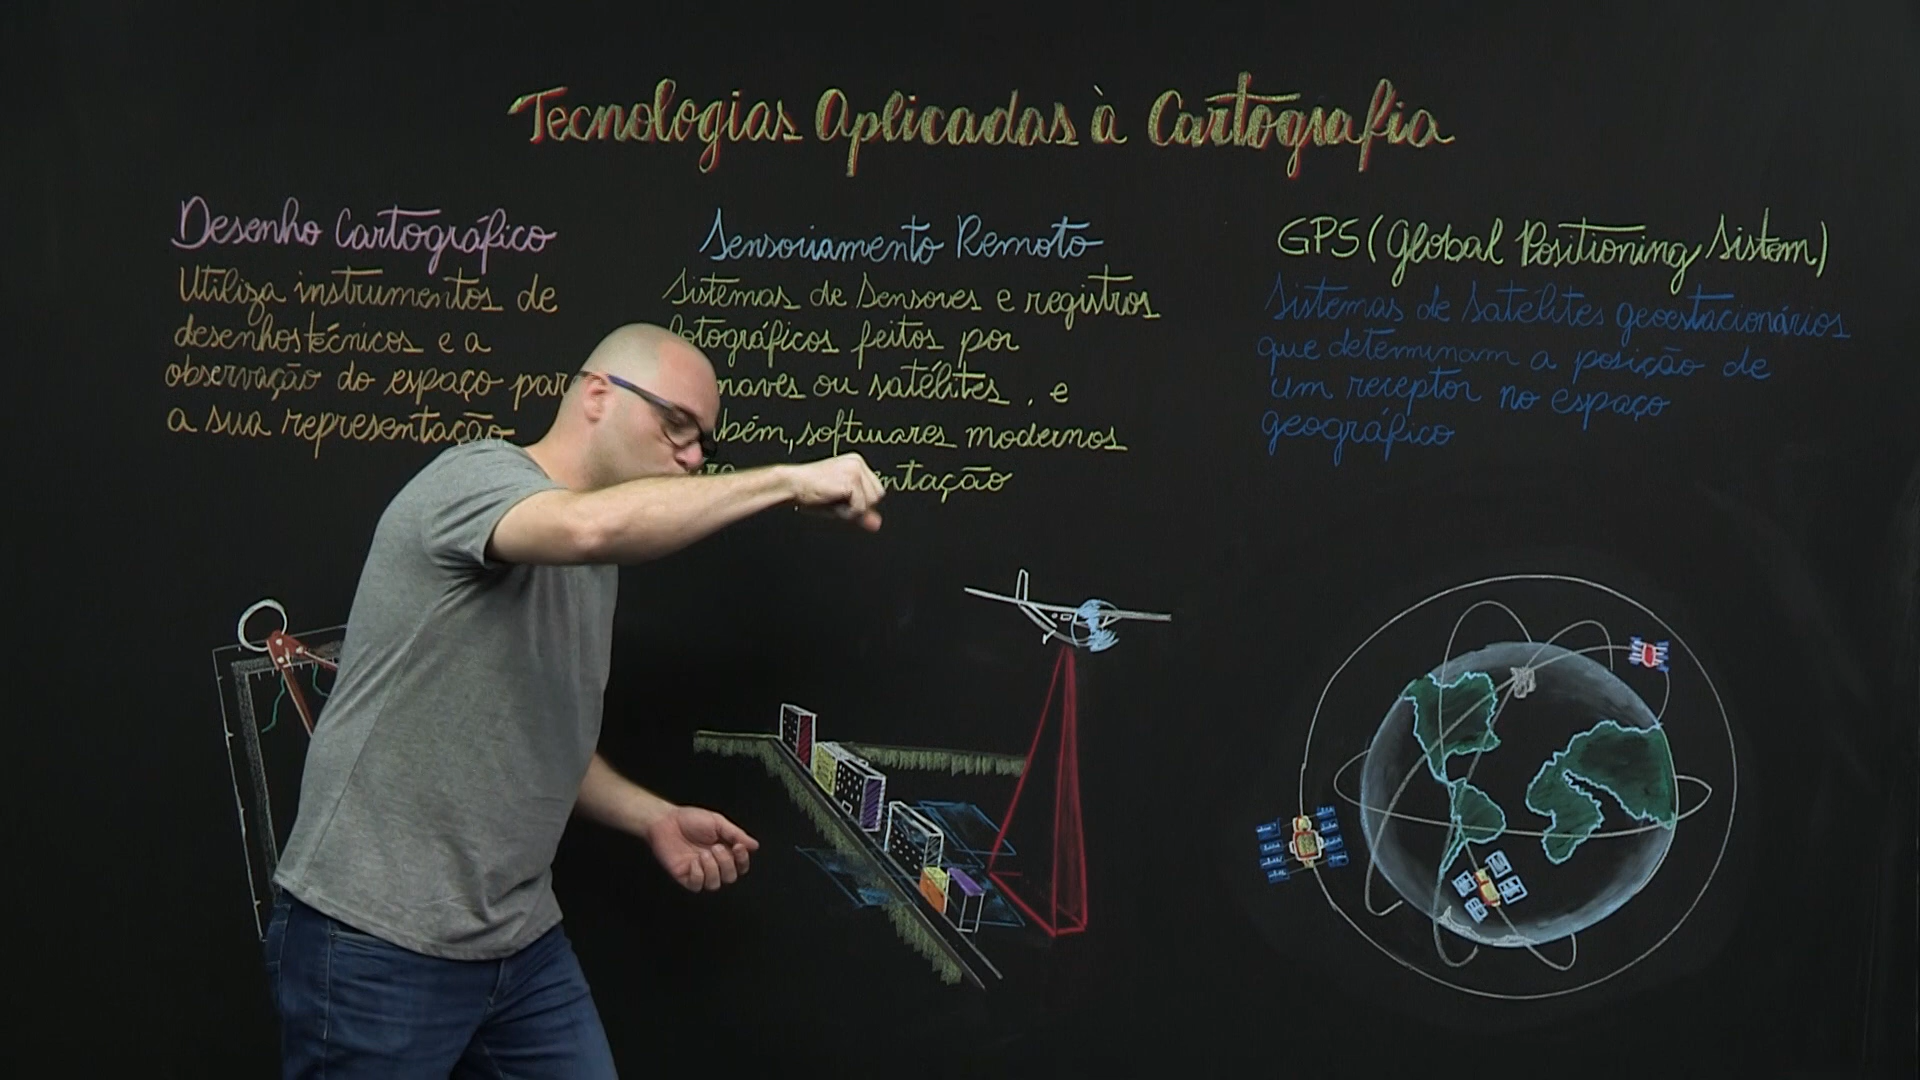 Tecnologias Aplicadas à Cartografia
Desenho Cartográfico
Utiliza instrumentos de
desenhos técnicos e a
observação do espaço par
a sua representação
Sensoriamento Remoto
Sistemas de Sensores e registros
fotográficos feitos por
naves ou satélites, e
bém, softwares modernos
ntação
GPS (Global Positioning Sistem)
Sistemas de Satélites geoestacionários
que determinam a posição de
um receptor no espaço
geográfico